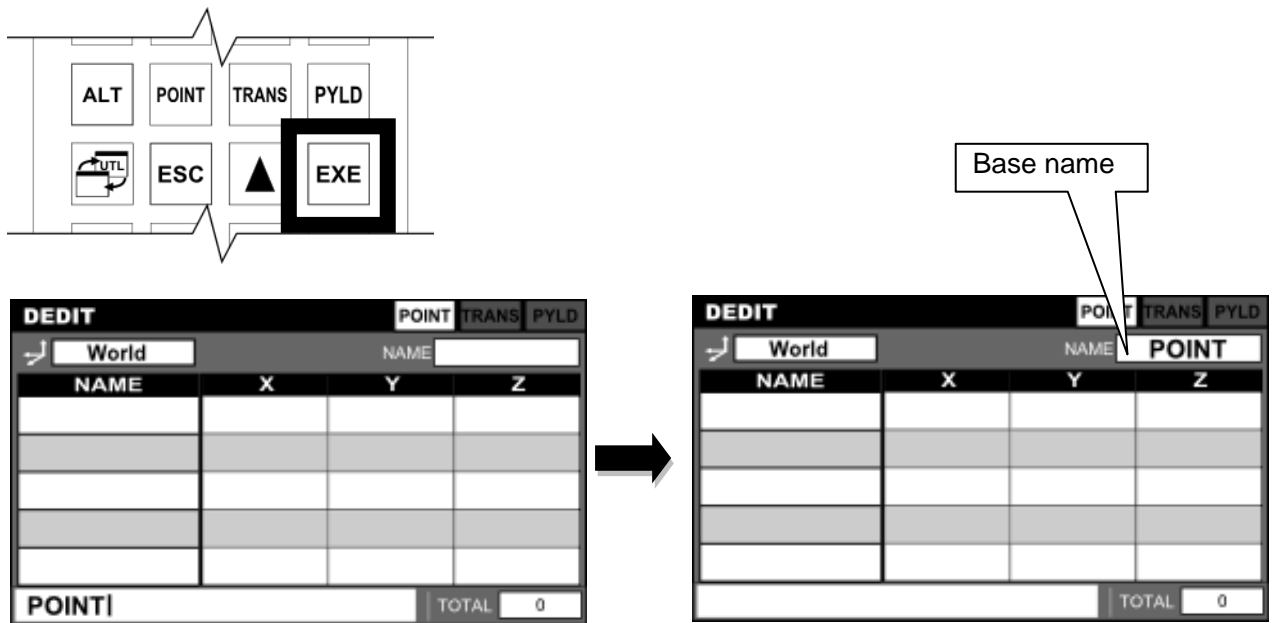 ALT POINT TRANS PYLD
UTL ESC EXE
Base name
DEDIT POINT TRANS PYLD
World NAME
NAME X Y Z
POINT
TOTAL 0
DEDIT POINT TRANS PYLD
World NAME POINT
NAME X Y Z
TOTAL 0